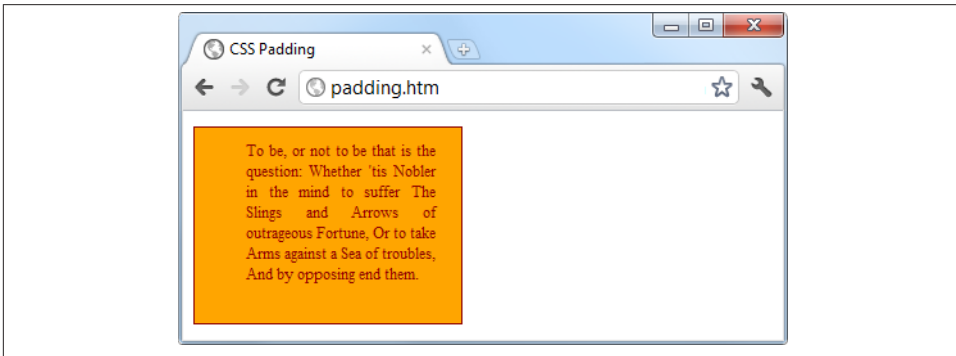 CSS Padding
padding.htm
To be, or not to be that is the
question: Whether 'tis Nobler
in the mind to suffer The
Slings and Arrows of
outrageous Fortune, Or to take
Arms against a Sea of troubles,
And by opposing end them.